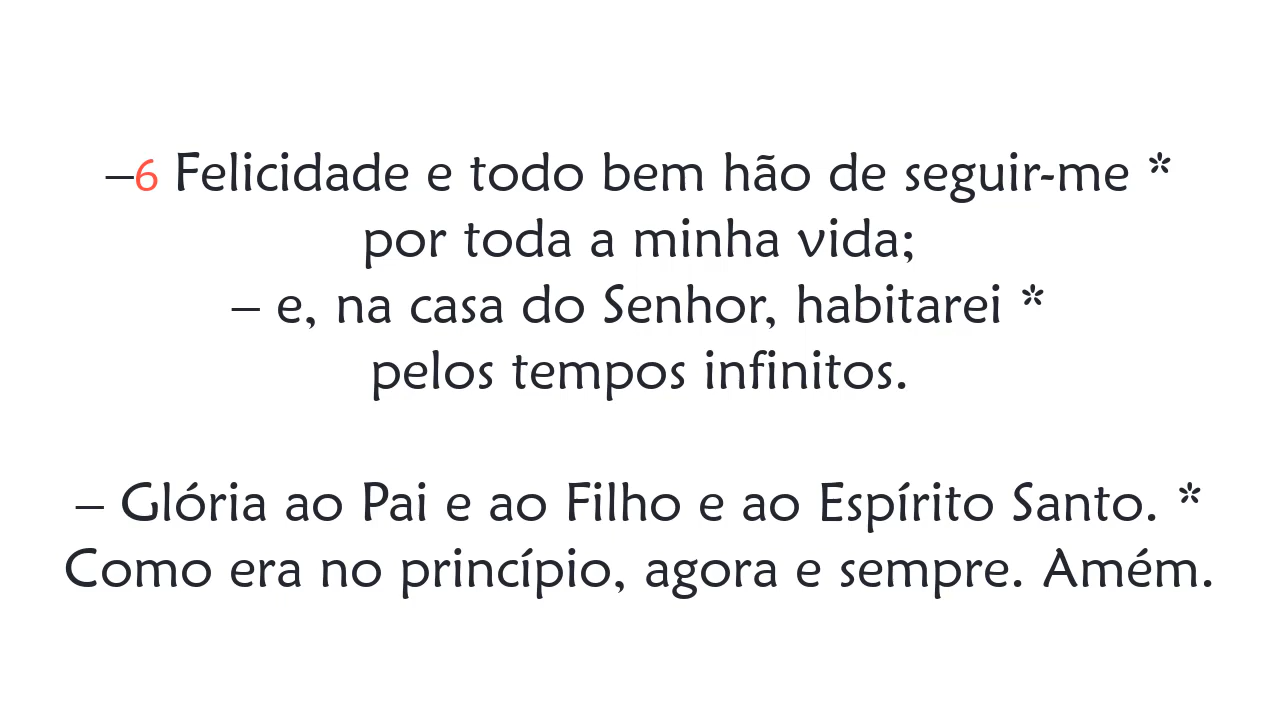 –6 Felicidade e todo bem hão de seguir-me *
por toda a minha vida;
– e, na casa do Senhor, habitarei *
pelos tempos infinitos.
– Glória ao Pai e ao Filho e ao Espírito Santo. *
Como era no princípio, agora e sempre. Amém.